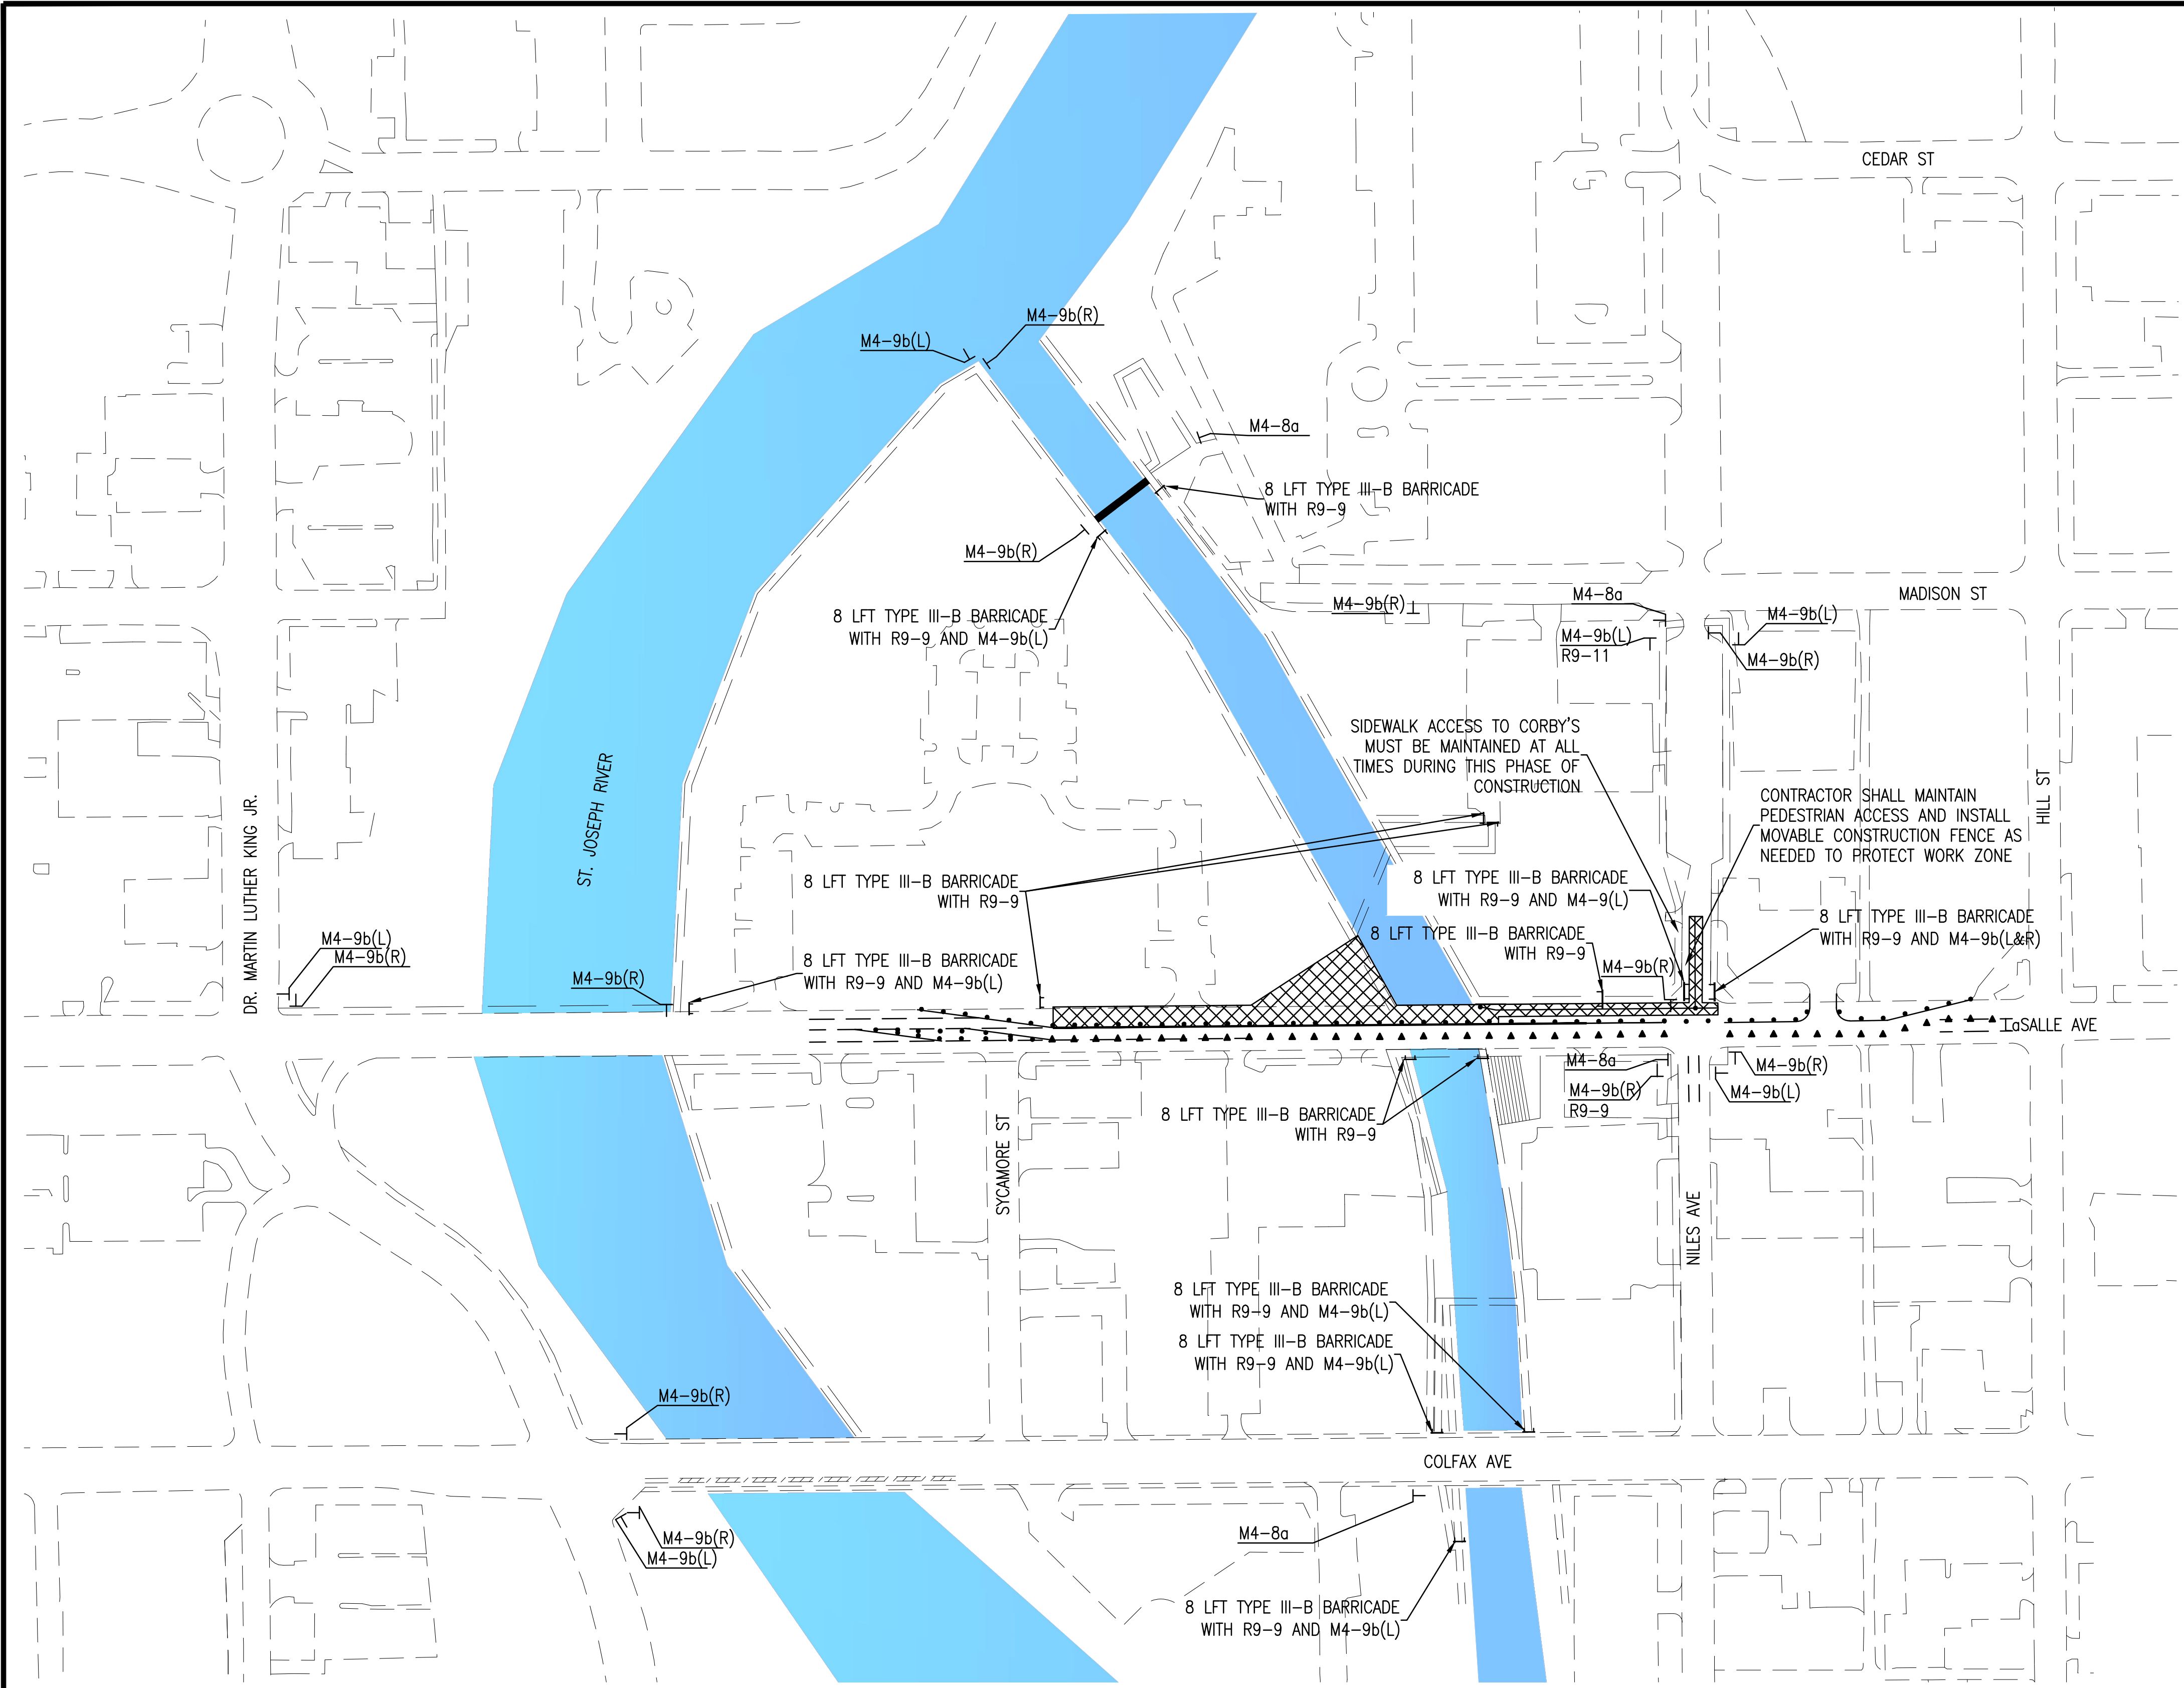 CEDAR ST
M4-9b(R)
M4-9b(L)
M4-8a
8 LFT TYPE III-B BARRICADE
WITH R9-9
M4-9b(R)
8 LFT TYPE III-B BARRICADE
WITH R9-9 AND M4-9b(L)
MADISON ST
M4-9b(R)
M4-8a
M4-9b(L)
R9-11
M4-9b(L)
M4-9b(R)
SIDEWALK ACCESS TO CORBY'S
MUST BE MAINTAINED AT ALL
TIMES DURING THIS PHASE OF
CONSTRUCTION
CONTRACTOR SHALL MAINTAIN
PEDESTRIAN ACCESS AND INSTALL
MOVABLE CONSTRUCTION FENCE AS
NEEDED TO PROTECT WORK ZONE
HILL ST
ST. JOSEPH RIVER
DR. MARTIN LUTHER KING JR.
8 LFT TYPE III-B BARRICADE
WITH R9-9
8 LFT TYPE III-B BARRICADE
WITH R9-9 AND M4-9(L)
8 LFT TYPE III-B BARRICADE
WITH R9-9 AND M4-9b(L&R)
8 LFT TYPE III-B BARRICADE
WITH R9-9
M4-9b(R)
M4-9b(L)
M4-9b(R)
M4-9b(R)
8 LFT TYPE III-B BARRICADE
WITH R9-9 AND M4-9b(L)
LaSALLE AVE
M4-8a
M4-9b(R)
R9-9
M4-9b(R)
M4-9b(L)
8 LFT TYPE III-B BARRICADE
WITH R9-9
SYCAMORE ST
NILES AVE
8 LFT TYPE III-B BARRICADE
WITH R9-9 AND M4-9b(L)
8 LFT TYPE III-B BARRICADE
WITH R9-9 AND M4-9b(L)
M4-9b(R)
COLFAX AVE
M4-9b(R)
M4-9b(L)
M4-8a
8 LFT TYPE III-B BARRICADE
WITH R9-9 AND M4-9b(L)